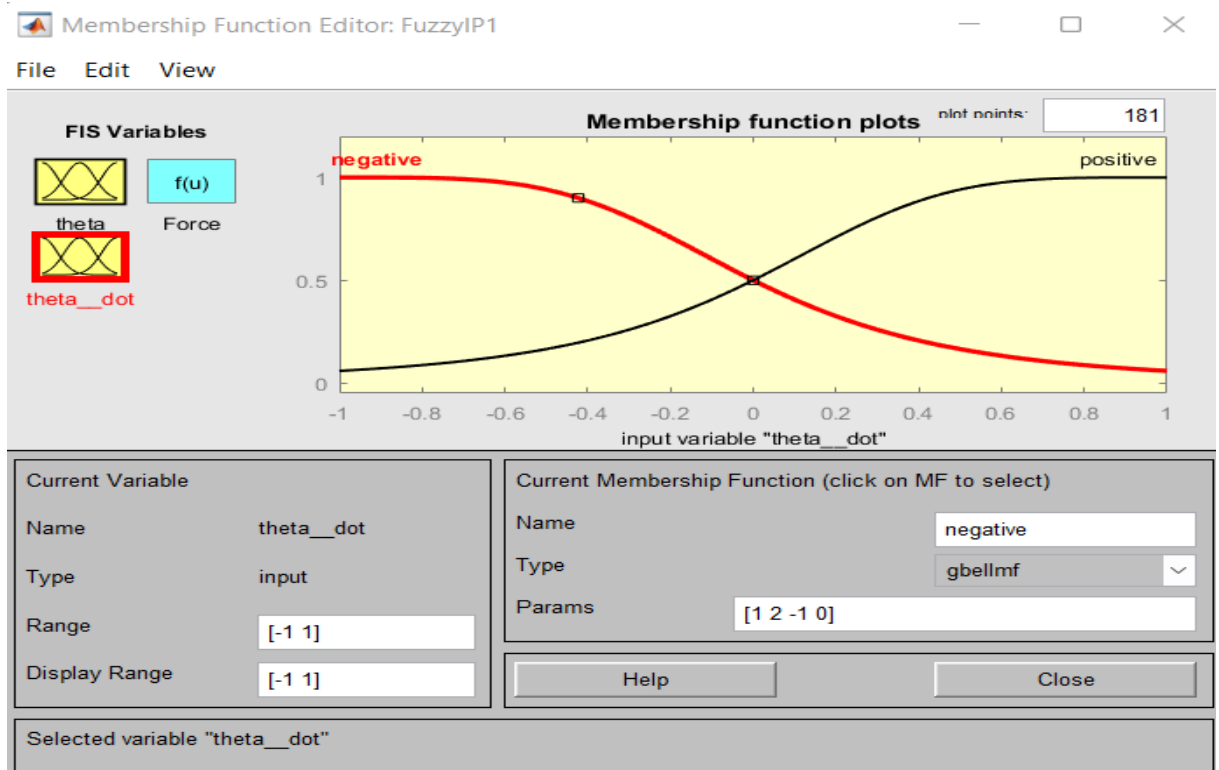 Membership Function Editor: FuzzyIP1
File Edit View
FIS Variables
f(u)
theta Force
theta__dot
Membership function plots
plot points: 181
negative
positive
1
0.5
0
-1 -0.8 -0.6 -0.4 -0.2 0 0.2 0.4 0.6 0.8 1
input variable "theta__dot"
Current Variable
Name theta__dot
Type input
Range [-1 1]
Display Range [-1 1]
Current Membership Function (click on MF to select)
Name negative
Type gbellmf
Params [1 2 -1 0]
Help Close
Selected variable "theta__dot"